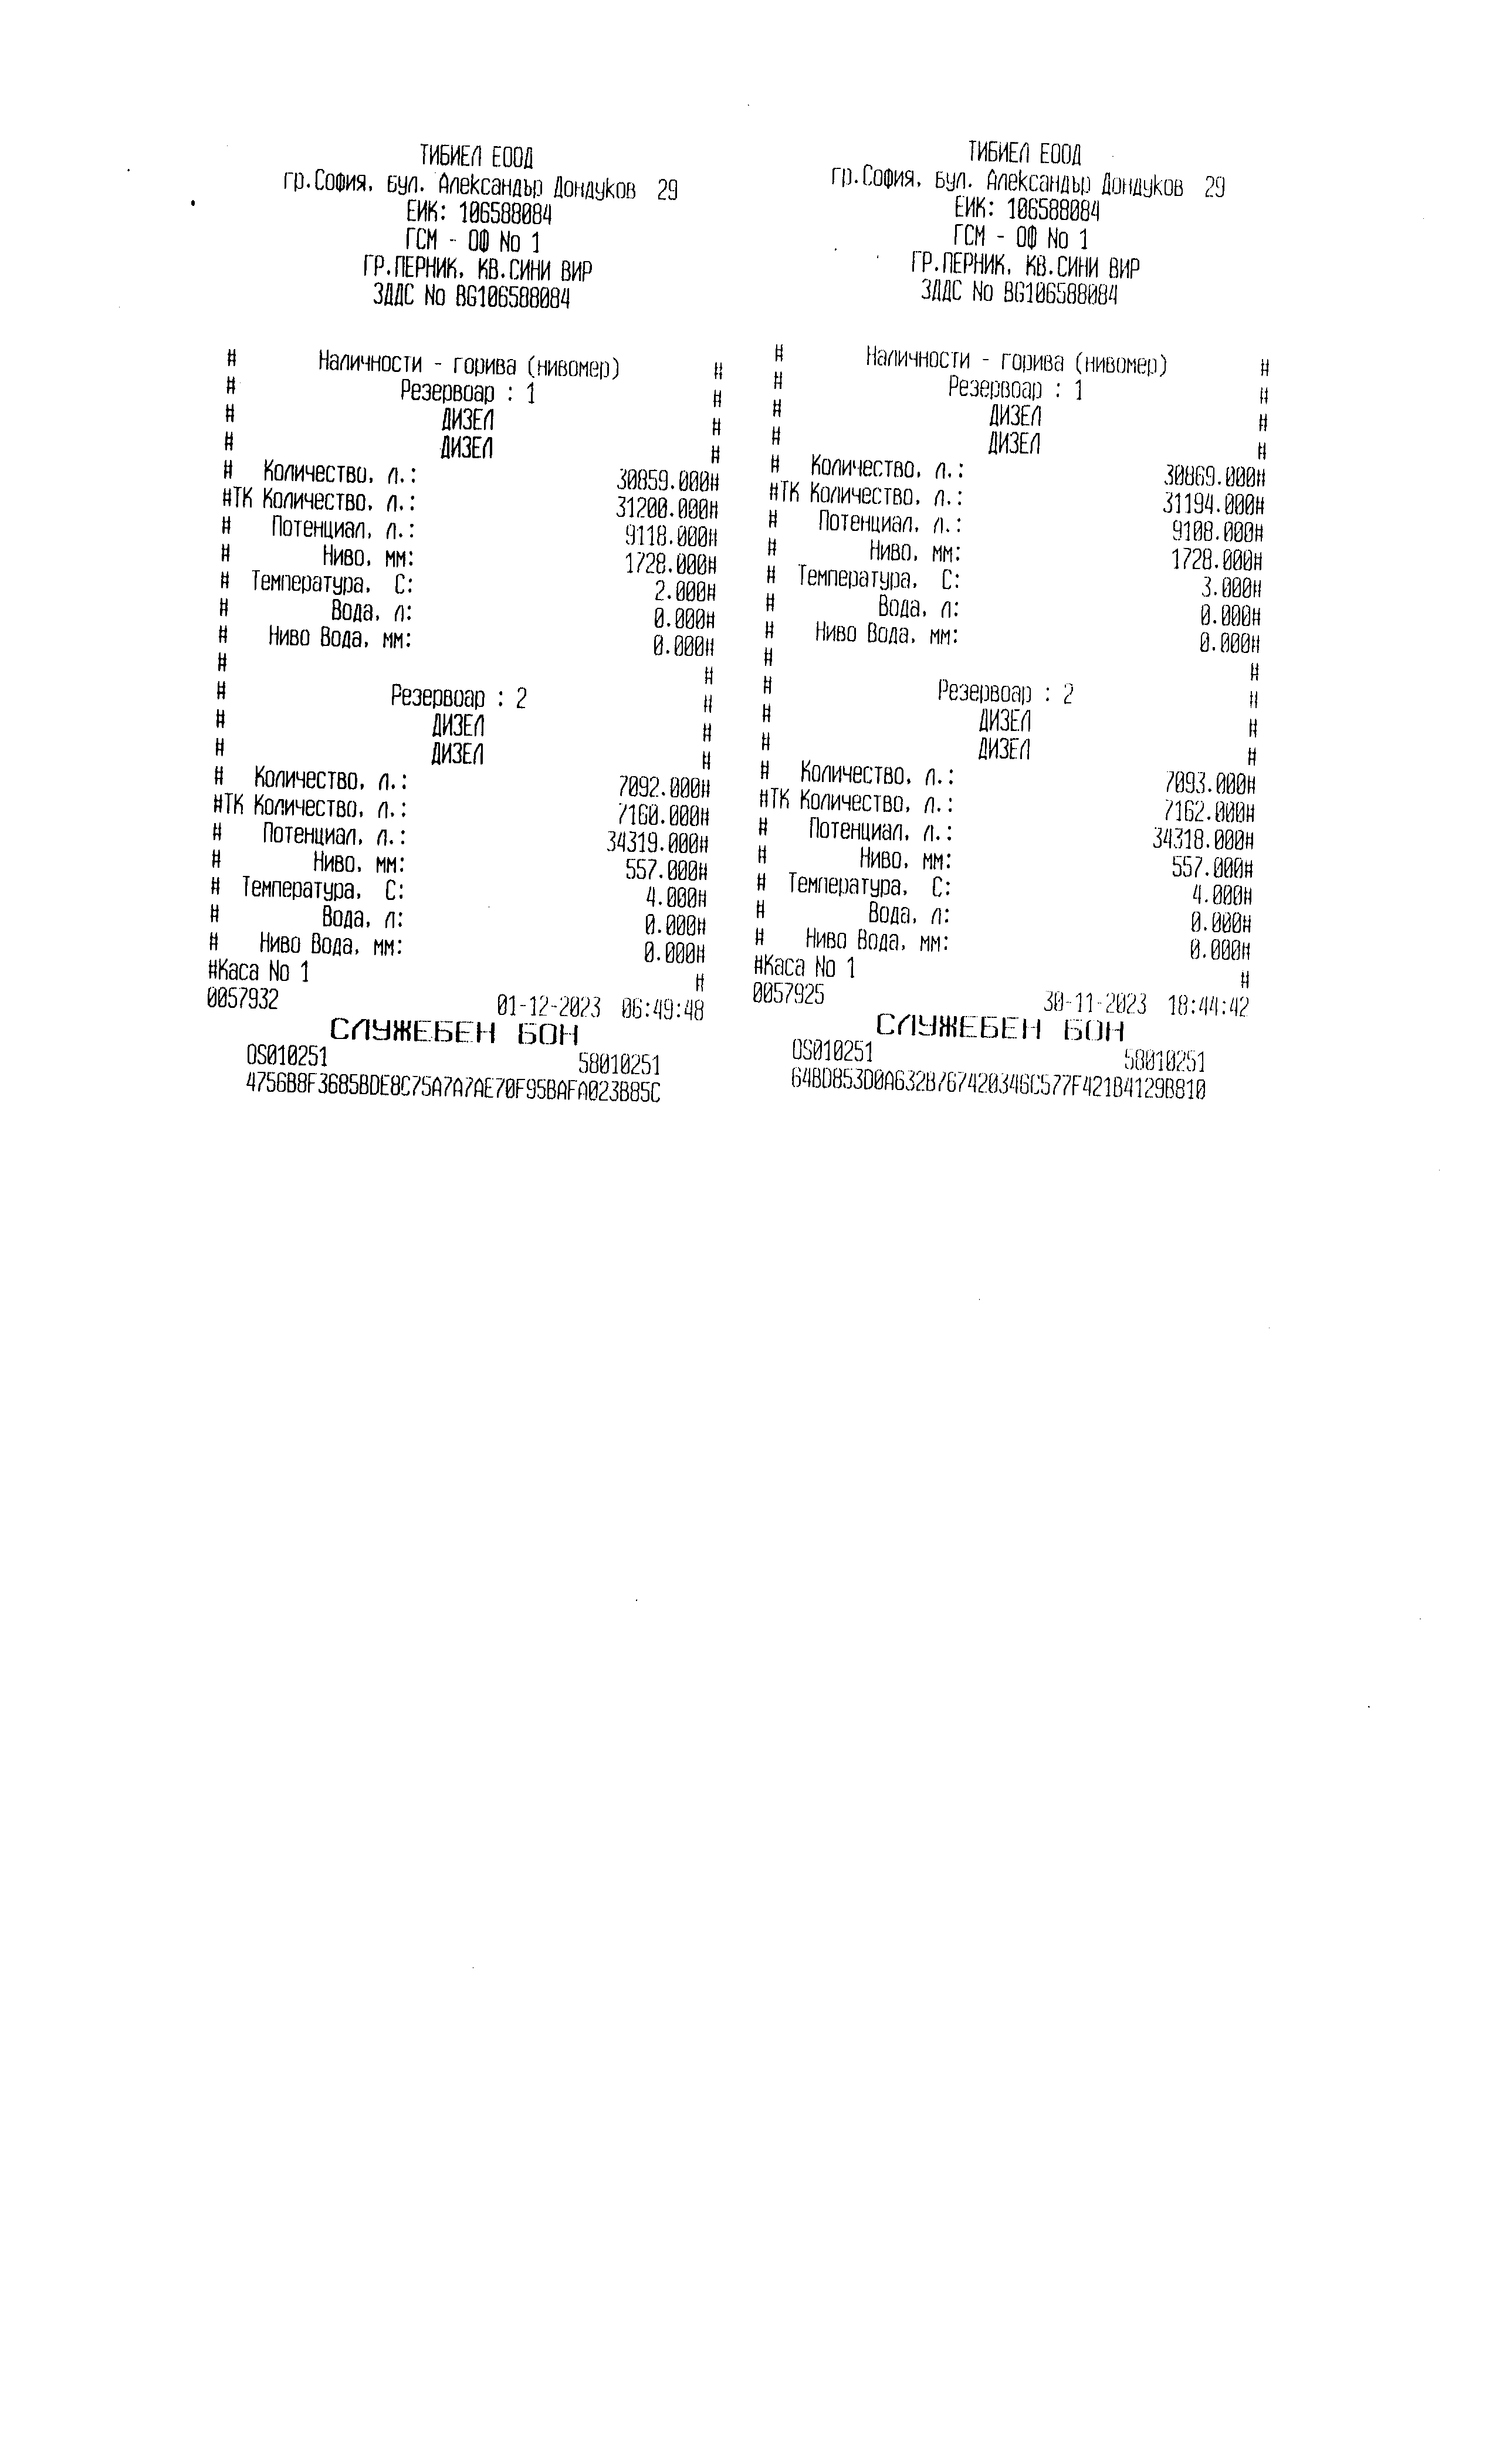 ТИБИЕЛ ЕООД
гр.София, бул. Александър Дондуков 29
ЕИК: 106588084
ГСМ - ОФ No 1
ГР.ПЕРНИК, КВ.СИНИ ВИР
ЗДДС No BG106588084
# Наличности - горива (нивомер) #
# Резервоар : 1 #
# ДИЗЕЛ #
# ДИЗЕЛ #
# Количество, л.: 30859.000#
#ТК Количество, л.: 31200.000#
# Потенциал, л.: 9118.000#
# Ниво, мм: 1728.000#
# Температура, С: 2.000#
# Вода, л: 0.000#
# Ниво Вода, мм: 0.000#
# #
# Резервоар : 2 #
# ДИЗЕЛ #
# ДИЗЕЛ #
# Количество, л.: 7092.000#
#ТК Количество, л.: 7160.000#
# Потенциал, л.: 34319.000#
# Ниво, мм: 557.000#
# Температура, С: 4.000#
# Вода, л: 0.000#
# Ниво Вода, мм: 0.000#
#Каса No 1 #
0057932 01-12-2023 06:49:48
СЛУЖЕБЕН БОН
OS010251 58010251
4756B8F3685BDE8C75A7A7AE70F95BAFA023B85C
ТИБИЕЛ ЕООД
гр.София, бул. Александър Дондуков 29
ЕИК: 106588084
ГСМ - ОФ No 1
ГР.ПЕРНИК, КВ.СИНИ ВИР
ЗДДС No BG106588084
# Наличности - горива (нивомер) #
# Резервоар : 1 #
# ДИЗЕЛ #
# ДИЗЕЛ #
# Количество, л.: 30869.000#
#ТК Количество, л.: 31194.000#
# Потенциал, л.: 9108.000#
# Ниво, мм: 1728.000#
# Температура, С: 3.000#
# Вода, л: 0.000#
# Ниво Вода, мм: 0.000#
# #
# Резервоар : 2 #
# ДИЗЕЛ #
# ДИЗЕЛ #
# Количество, л.: 7093.000#
#ТК Количество, л.: 7162.000#
# Потенциал, л.: 34318.000#
# Ниво, мм: 557.000#
# Температура, С: 4.000#
# Вода, л: 0.000#
# Ниво Вода, мм: 0.000#
#Каса No 1 #
0057925 30-11-2023 18:44:42
СЛУЖЕБЕН БОН
OS010251 58010251
64BD853D0A632B767420346C577F421B4129B810